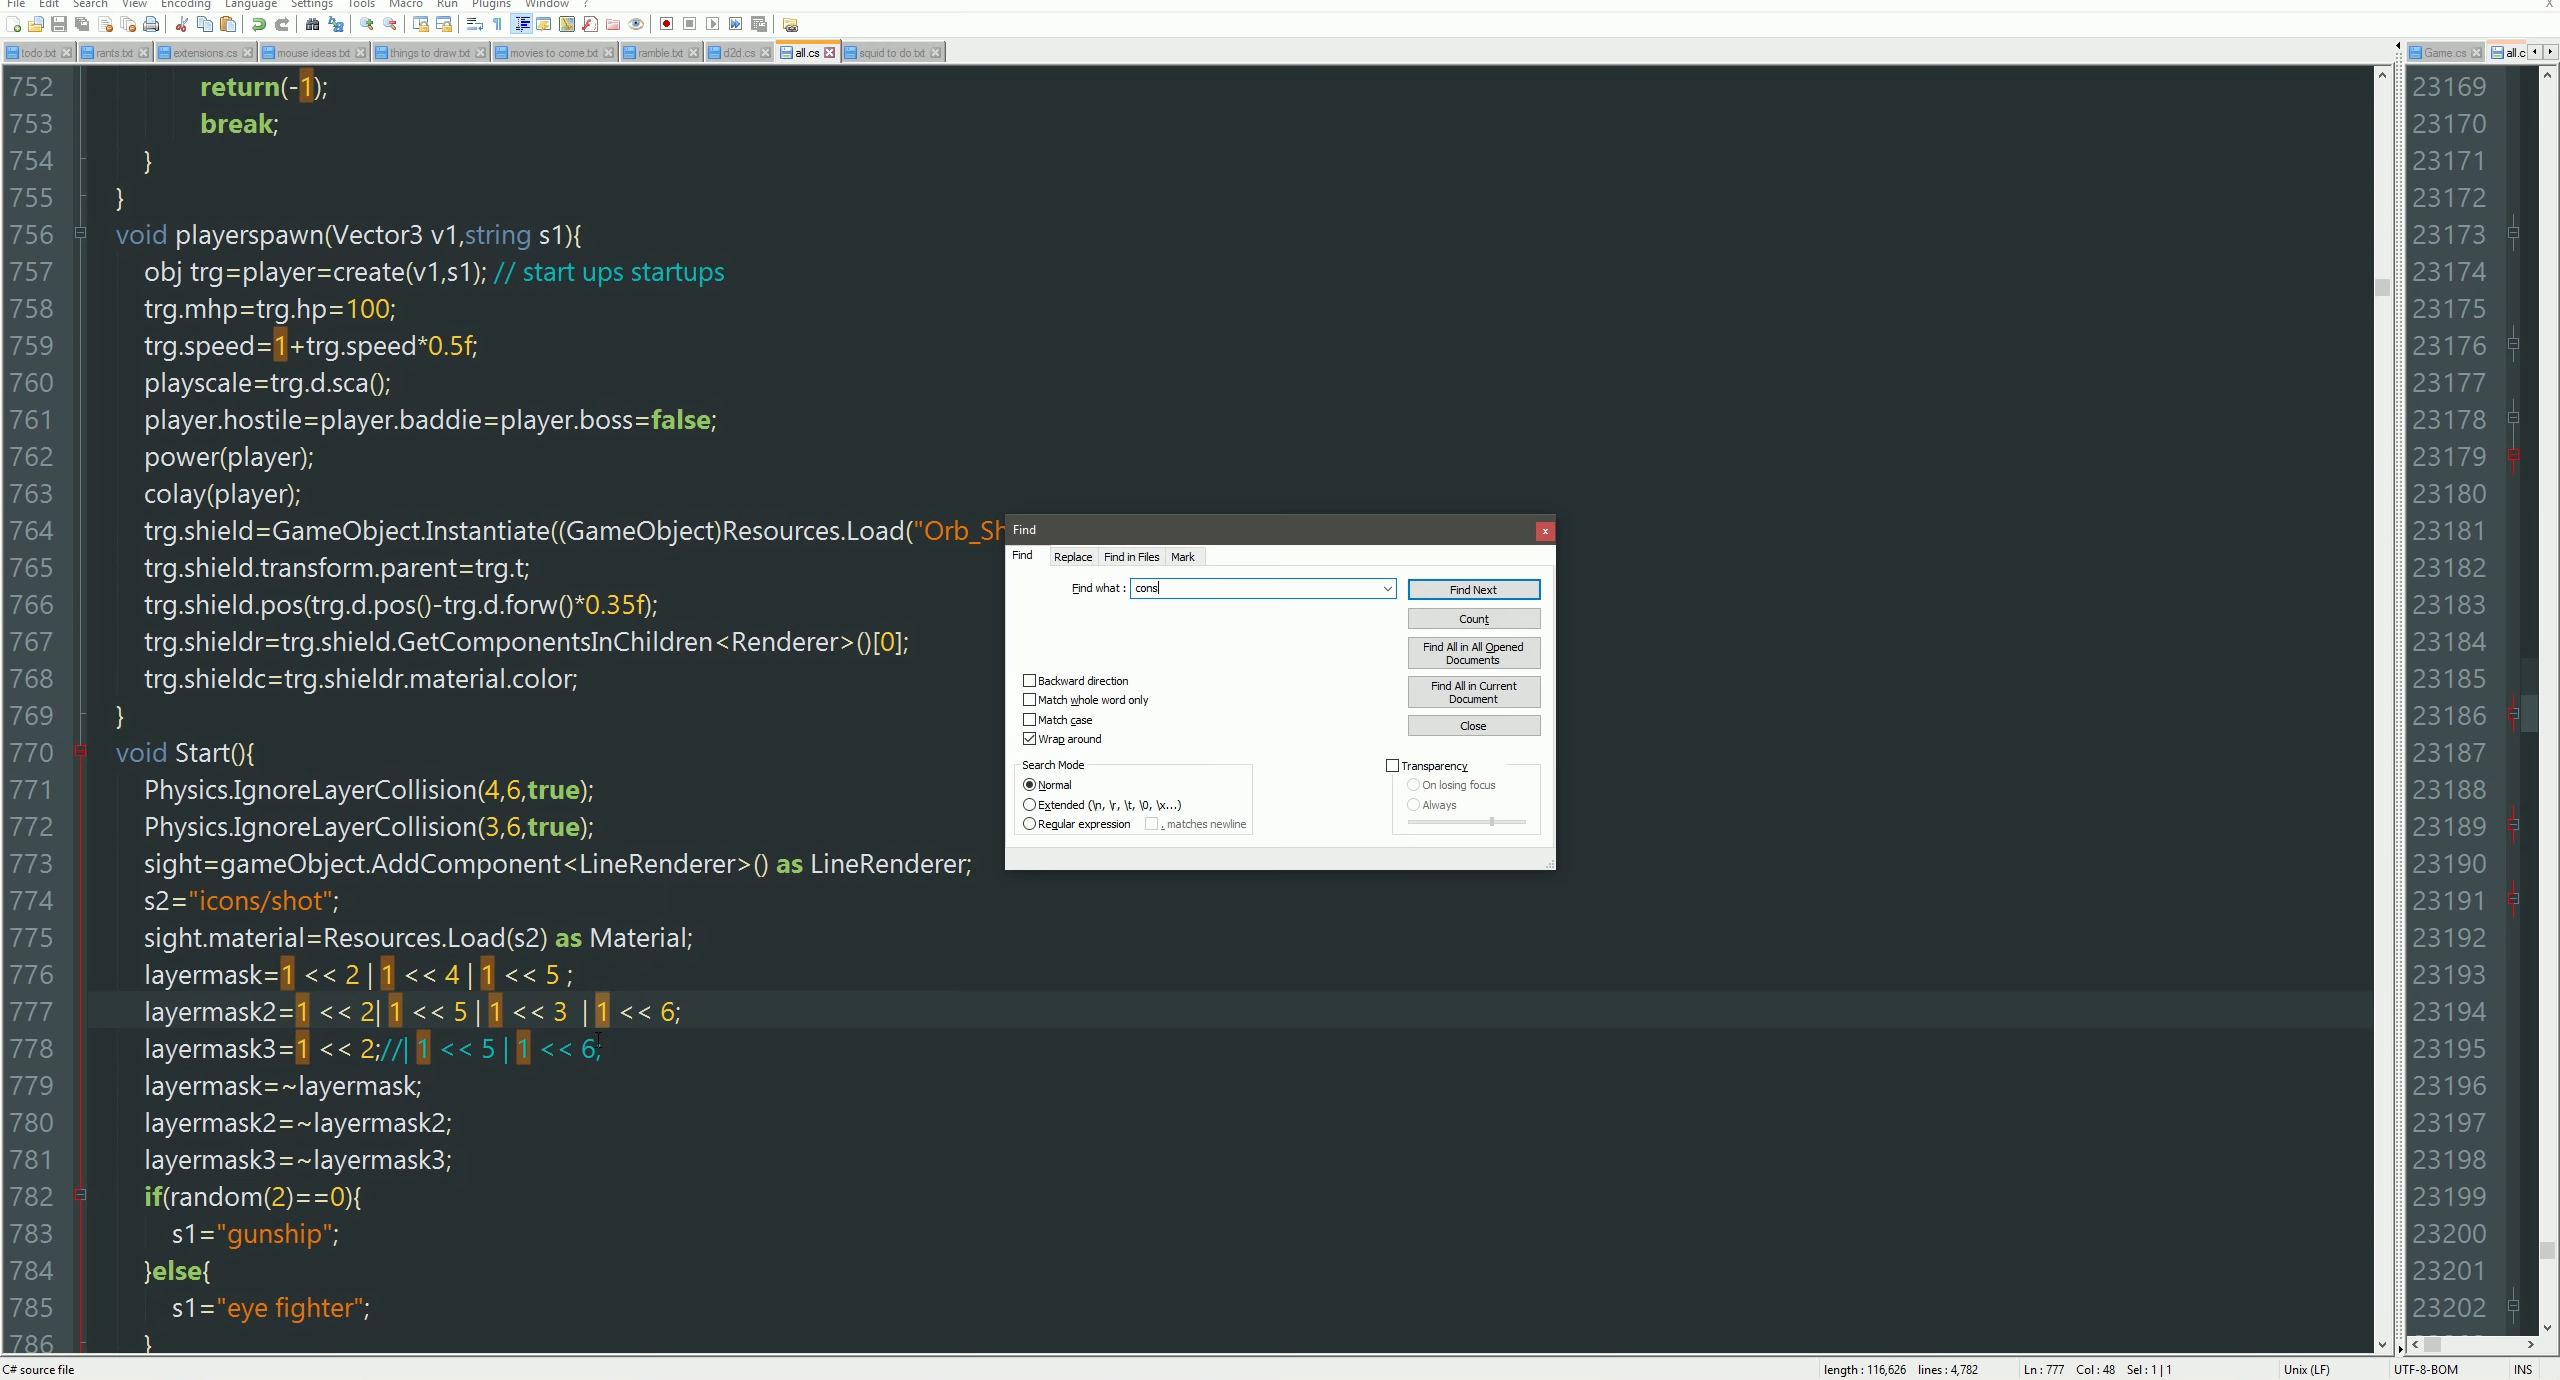 File Edit Search View Encoding Language Settings Tools Macro Run Plugins Window ? X
todo.txt rants.txt extensions.cs mouse ideas.txt things to draw.txt movies to come.txt ramble.txt d2d.cs all.cs squid to do.txt Game.cs all.c
752 return(-1);
753 break;
754 }
755 }
756 void playerspawn(Vector3 v1,string s1){
757 obj trg=player=create(v1,s1); // start ups startups
758 trg.mhp=trg.hp=100;
759 trg.speed=1+trg.speed*0.5f;
760 playscale=trg.d.sca();
761 player.hostile=player.baddie=player.boss=false;
762 power(player);
763 colay(player);
764 trg.shield=GameObject.Instantiate((GameObject)Resources.Load("Orb_Sh
765 trg.shield.transform.parent=trg.t;
766 trg.shield.pos(trg.d.pos()-trg.d.forw()*0.35f);
767 trg.shieldr=trg.shield.GetComponentsInChildren<Renderer>()[0];
768 trg.shieldc=trg.shieldr.material.color;
769 }
770 void Start(){
771 Physics.IgnoreLayerCollision(4,6,true);
772 Physics.IgnoreLayerCollision(3,6,true);
773 sight=gameObject.AddComponent<LineRenderer>() as LineRenderer;
774 s2="icons/shot";
775 sight.material=Resources.Load(s2) as Material;
776 layermask=1 << 2 | 1 << 4 | 1 << 5 ;
777 layermask2=1 << 2| 1 << 5 | 1 << 3 | 1 << 6;
778 layermask3=1 << 2;//| 1 << 5 | 1 << 6;
779 layermask=~layermask;
780 layermask2=~layermask2;
781 layermask3=~layermask3;
782 if(random(2)==0){
783 s1="gunship";
784 }else{
785 s1="eye fighter";
786 }
Find x
Find Replace Find in Files Mark
Find what : cons
Find Next
Count
Find All in All Opened
Documents
Find All in Current
Document
Close
Backward direction
Match whole word only
Match case
Wrap around
Search Mode
Normal
Extended (\n, \r, \t, \0, \x...)
Regular expression . matches newline
Transparency
On losing focus
Always
23169
23170
23171
23172
23173
23174
23175
23176
23177
23178
23179
23180
23181
23182
23183
23184
23185
23186
23187
23188
23189
23190
23191
23192
23193
23194
23195
23196
23197
23198
23199
23200
23201
23202
C# source file length : 116,626 lines : 4,782 Ln : 777 Col : 48 Sel : 1 | 1 Unix (LF) UTF-8-BOM INS